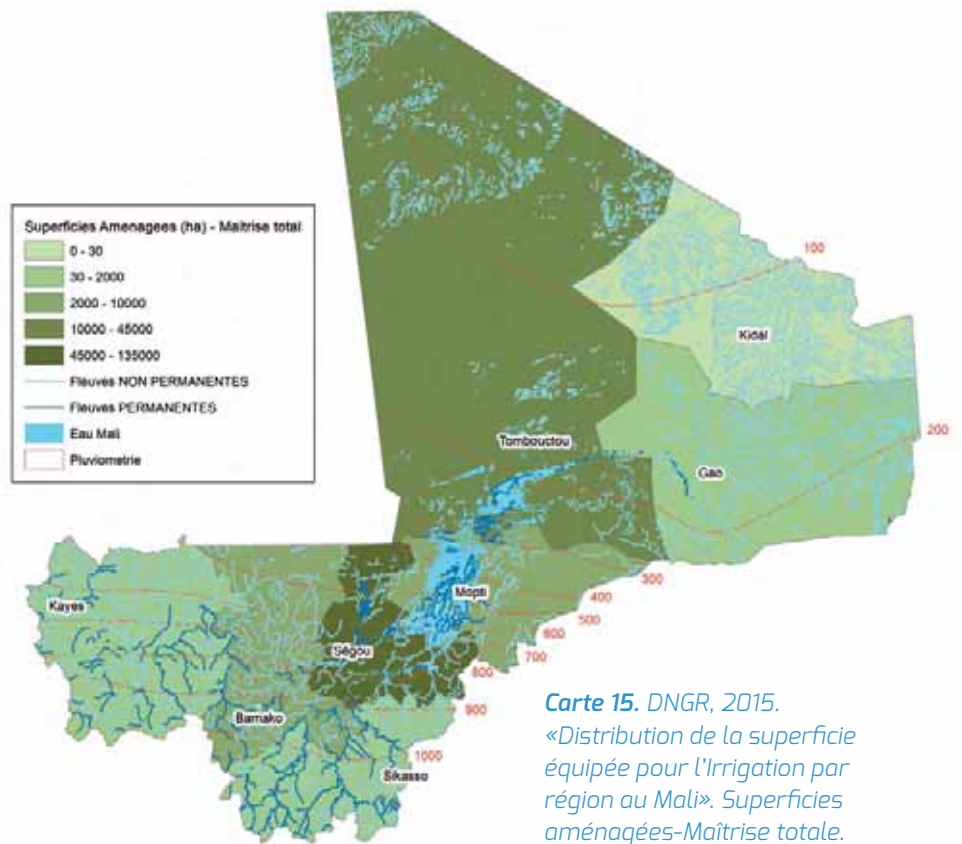 Superficies Amenagees (ha) - Maitrise total
0 - 30
30 - 2000
2000 - 10000
10000 - 45000
45000 - 135000
Fleuves NON PERMANENTES
Fleuves PERMANENTES
Eau Mali
Pluviometrie
100
Kidal
200
Tombouctou
Gao
300
Kayes
Mopti
400
500
Ségou
600
700
800
900
Bamako
1000
Sikasso
Carte 15. DNGR, 2015.
«Distribution de la superficie
équipée pour l'Irrigation par
région au Mali». Superficies
aménagées-Maîtrise totale.